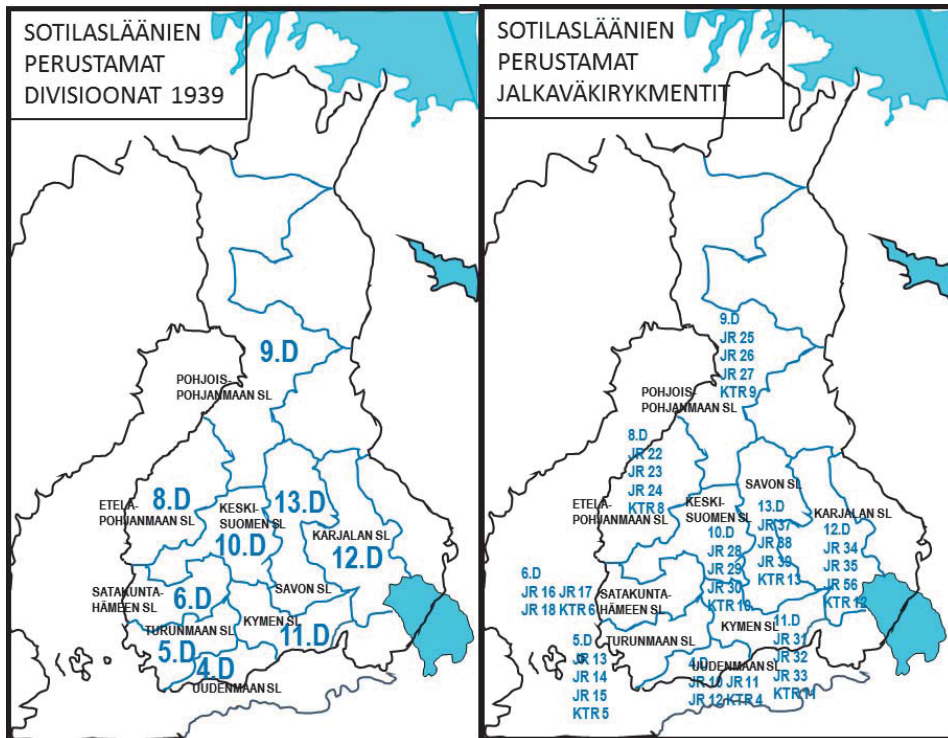 SOTILASLÄÄNIEN
PERUSTAMAT
DIVISIOONAT 1939
9.D
POHJOIS-
POHJANMAAN SL
8.D
ETELÄ-
POHJANMAAN SL
KESKI-
SUOMEN SL
13.D
10.D
KARJALAN SL
12.D
SATAKUNTA-
HÄMEEN SL
6.D
SAVON SL
TURUNMAAN SL
KYMEN SL
11.D
5.D
4.D
UUDENMAAN SL
SOTILASLÄÄNIEN
PERUSTAMAT
JALKAVÄKIRYKMENTIT
9.D
JR 25
JR 26
JR 27
KTR 9
POHJOIS-
POHJANMAAN SL
8.D
JR 22
JR 23
JR 24
KTR 8
ETELÄ-
POHJANMAAN SL
KESKI-
SUOMEN SL
10.D
JR 28
JR 29
JR 30
KTR 10
SAVON SL
13.D
JR 37
JR 38
JR 39
KTR 13
KARJALAN SL
12.D
JR 34
JR 35
JR 56
KTR 12
6.D
JR 16 JR 17
JR 18 KTR 6
SATAKUNTA-
HÄMEEN SL
5.D
JR 13
JR 14
JR 15
KTR 5
TURUNMAAN SL
KYMEN SL
11.D
JR 31
JR 32
JR 33
KTR 11
4.D
UUDENMAAN SL
JR 10 JR 11
JR 12 KTR 4